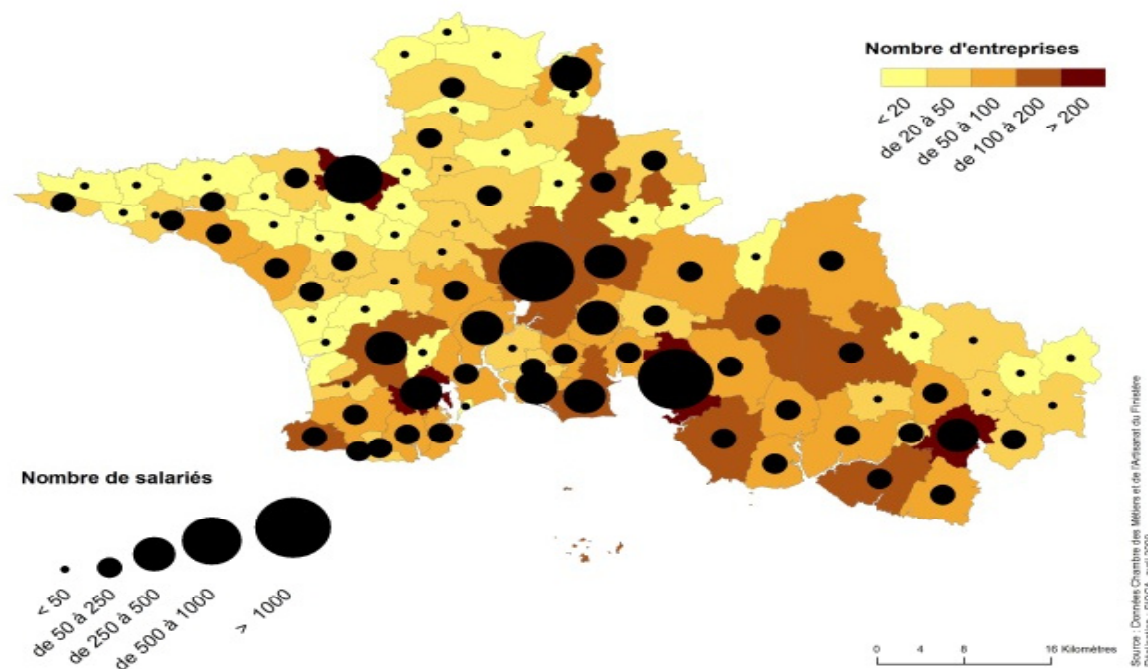 Nombre d'entreprises
< 20
de 20 à 50
de 50 à 100
de 100 à 200
> 200
Nombre de salariés
< 50
de 50 à 250
de 250 à 500
de 500 à 1000
> 1000
0 4 8 16 Kilomètres
Source : Données Chambre des Métiers et de l'Artisanat du Finistère